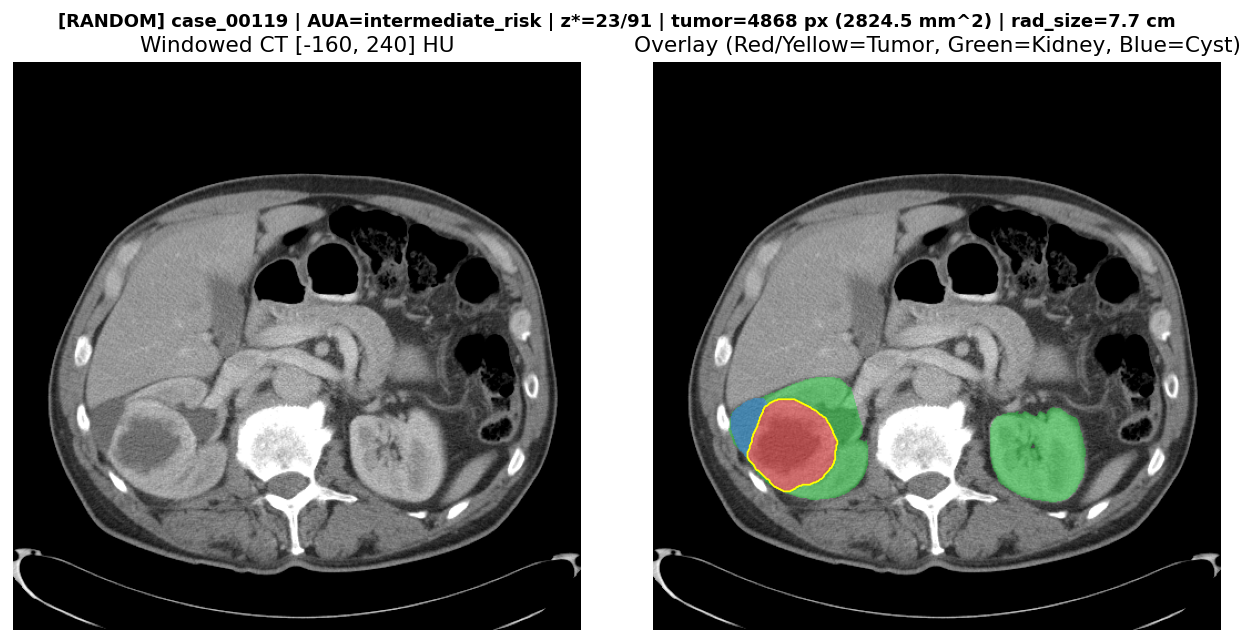 [RANDOM] case_00119 | AUA=intermediate_risk | z*=23/91 | tumor=4868 px (2824.5 mm^2) | rad_size=7.7 cm
Windowed CT [-160, 240] HU
Overlay (Red/Yellow=Tumor, Green=Kidney, Blue=Cyst)